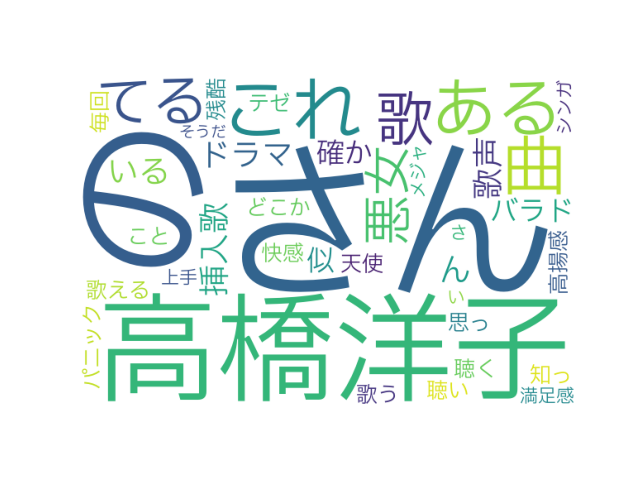 毎回
てる
残酷
これ
ある
シンガ
テゼ
そうだ
歌
の
いる
ドラマ
確か
さん
悪女
メジャ
歌声
曲
どこか
バラド
こと
挿入歌
快感
似
天使
ん
さ
高揚感
上手
歌える
い
パニック
高橋洋子
思っ
聴く
知っ
歌う
聴い
満足感